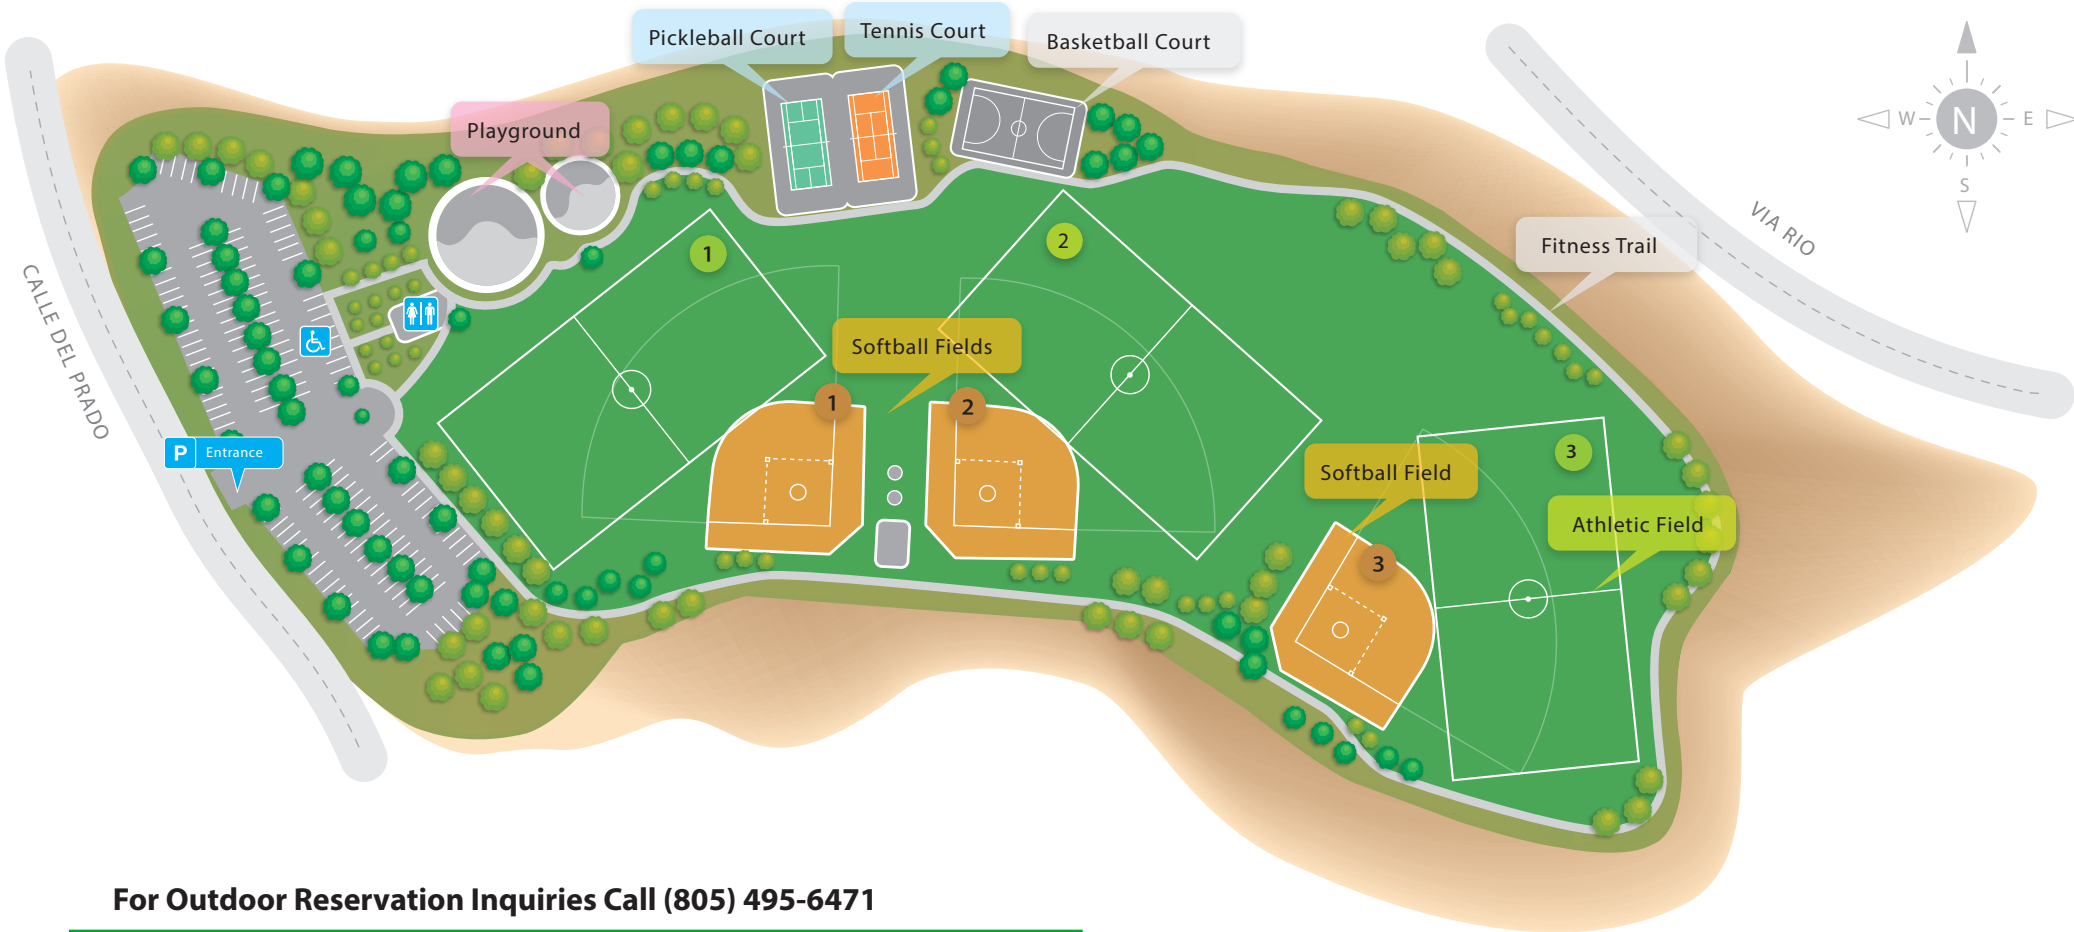 Pickleball Court
Tennis Court
Basketball Court
Playground
N
W
E
S
VIA RIO
Fitness Trail
1
2
CALLE DEL PRADO
Softball Fields
1
2
P Entrance
Softball Field
3
3
Athletic Field
For Outdoor Reservation Inquiries Call (805) 495-6471